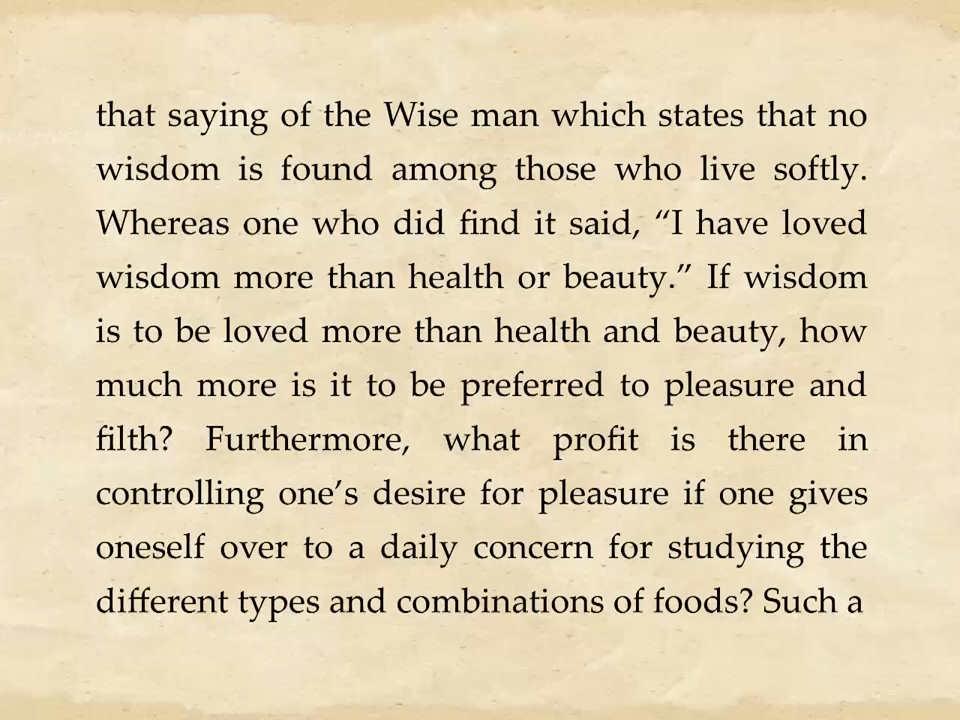 that saying of the Wise man which states that no
wisdom is found among those who live softly.
Whereas one who did find it said, “I have loved
wisdom more than health or beauty.” If wisdom
is to be loved more than health and beauty, how
much more is it to be preferred to pleasure and
filth? Furthermore, what profit is there in
controlling one’s desire for pleasure if one gives
oneself over to a daily concern for studying the
different types and combinations of foods? Such a